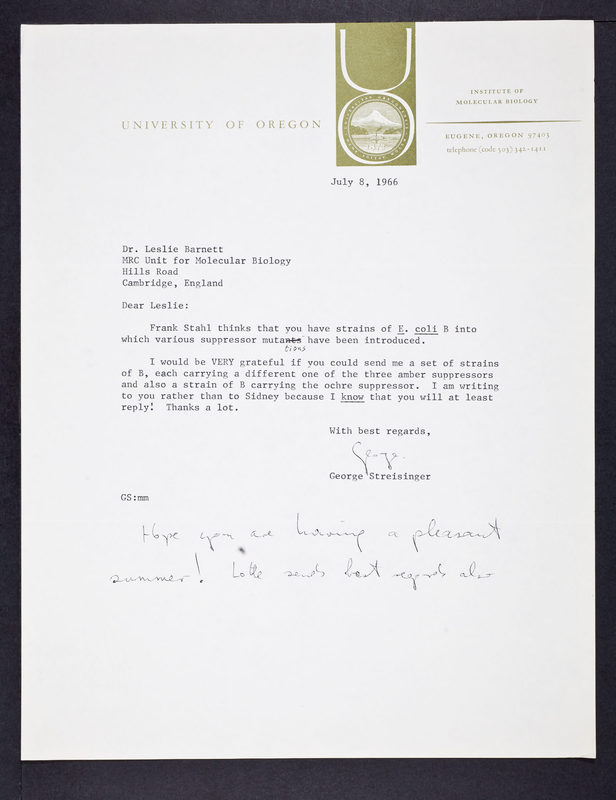 UNIVERSITY OF OREGON
UO
1876
INSTITUTE OF
MOLECULAR BIOLOGY
EUGENE, OREGON 97403
telephone (code 503) 342-1411
July 8, 1966
Dr. Leslie Barnett
MRC Unit for Molecular Biology
Hills Road
Cambridge, England
Dear Leslie:
Frank Stahl thinks that you have strains of E. coli B into
which various suppressor mutants have been introduced.
tions
I would be VERY grateful if you could send me a set of strains
of B, each carrying a different one of the three amber suppressors
and also a strain of B carrying the ochre suppressor. I am writing
to you rather than to Sidney because I know that you will at least
reply! Thanks a lot.
With best regards,
George.
George Streisinger
GS:mm
Hope you are having a pleasant
summer! Lotte sends best regards also